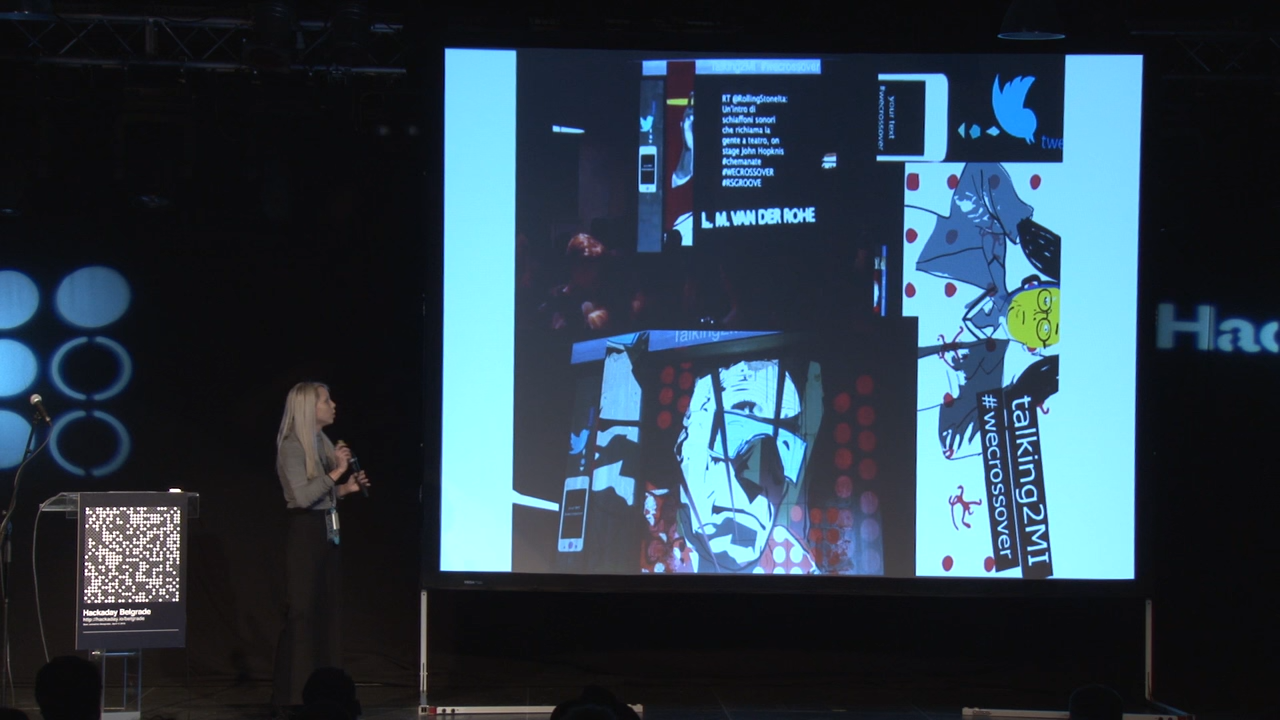 Talking2MI #wecrossover
RT @RollingStoneita:
Un'intro di
schiaffoni sonori
che richiama la
gente a teatro, on
stage John Hopknis
#chemanate
#WECROSSOVER
#RSGROOVE
L. M. VAN DER ROHE
your text
#wecrossover
twe
Talking2
talking2MI
#wecrossover
Hac
Hackaday Belgrade
http://hackaday.io/belgrade